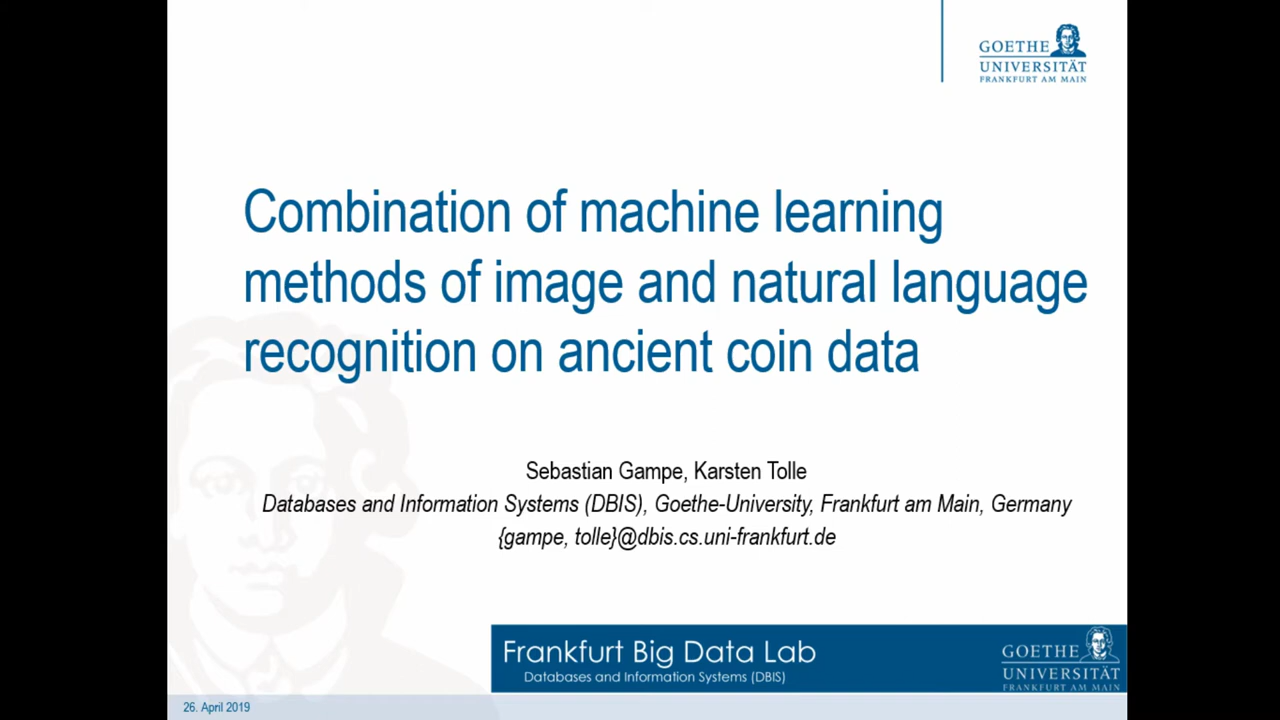 GOETHE
UNIVERSITÄT
FRANKFURT AM MAIN
Combination of machine learning
methods of image and natural language
recognition on ancient coin data
Sebastian Gampe, Karsten Tolle
Databases and Information Systems (DBIS), Goethe-University, Frankfurt am Main, Germany
{gampe, tolle}@dbis.cs.uni-frankfurt.de
Frankfurt Big Data Lab
Databases and Information Systems (DBIS)
GOETHE
UNIVERSITÄT
FRANKFURT AM MAIN
26. April 2019